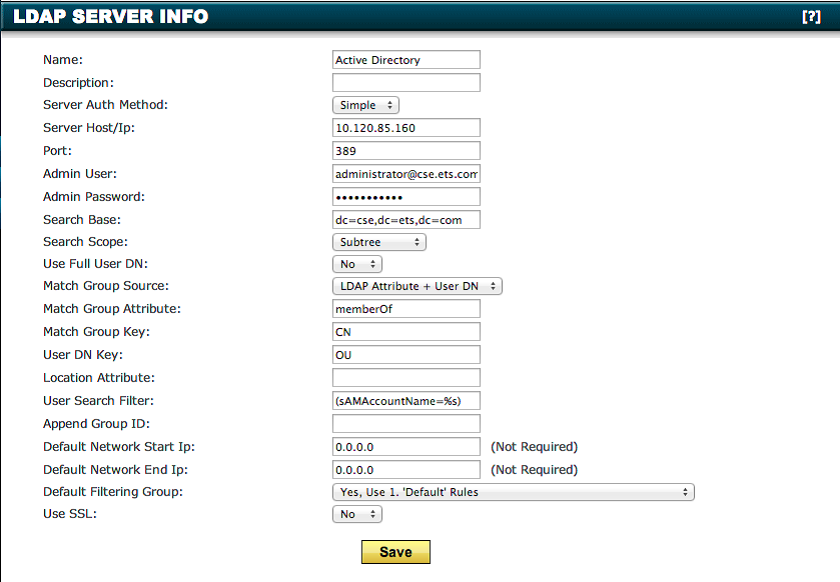 LDAP SERVER INFO [?]
Name: Active Directory
Description:
Server Auth Method: Simple
Server Host/Ip: 10.120.85.160
Port: 389
Admin User: administrator@cse.ets.com
Admin Password: •••••••••••
Search Base: dc=cse,dc=ets,dc=com
Search Scope: Subtree
Use Full User DN: No
Match Group Source: LDAP Attribute + User DN
Match Group Attribute: memberOf
Match Group Key: CN
User DN Key: OU
Location Attribute:
User Search Filter: (sAMAccountName=%s)
Append Group ID:
Default Network Start Ip: 0.0.0.0 (Not Required)
Default Network End Ip: 0.0.0.0 (Not Required)
Default Filtering Group: Yes, Use 1. 'Default' Rules
Use SSL: No
Save